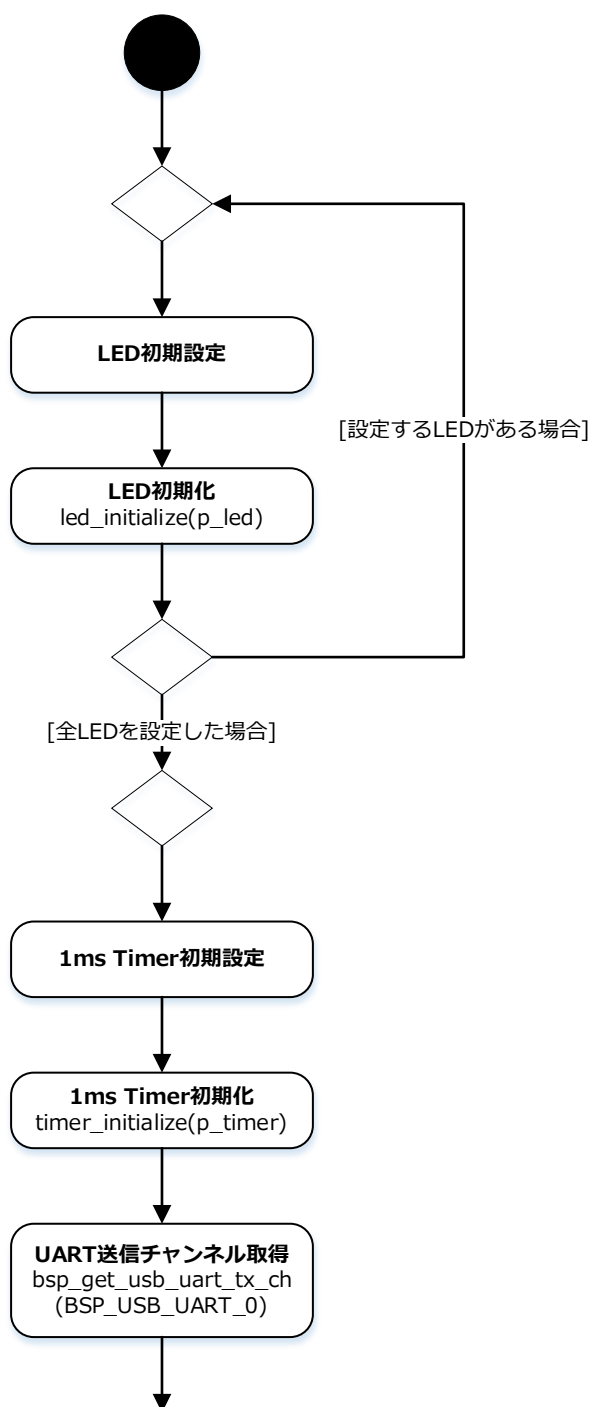 LED初期設定
[設定するLEDがある場合]
LED初期化
led_initialize(p_led)
[全LEDを設定した場合]
1ms Timer初期設定
1ms Timer初期化
timer_initialize(p_timer)
UART送信チャンネル取得
bsp_get_usb_uart_tx_ch
(BSP_USB_UART_0)